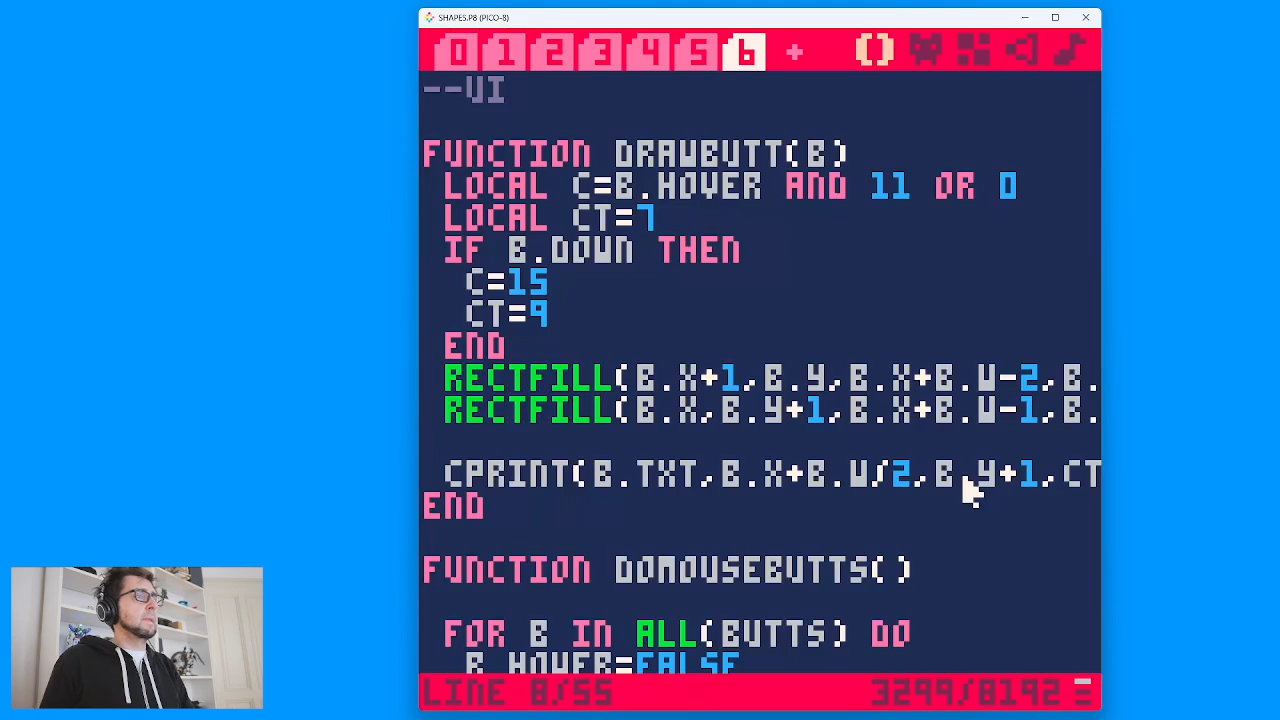 SHAPES.P8 (PICO-8)
0 1 2 3 4 5 6 +
--UI
FUNCTION DRAWBUTT(B)
LOCAL C=B.HOVER AND 11 OR 0
LOCAL CT=7
IF B.DOWN THEN
C=15
CT=9
END
RECTFILL(B.X+1,B.Y,B.X+B.W-2,B.
RECTFILL(B.X,B.Y+1,B.X+B.W-1,B.
CPRINT(B.TXT,B.X+B.W/2,B.Y+1,CT
END
FUNCTION DOMOUSEBUTTS()
FOR B IN ALL(BUTTS) DO
B.HOVER=FALSE
LINE 8/55
3299/8192